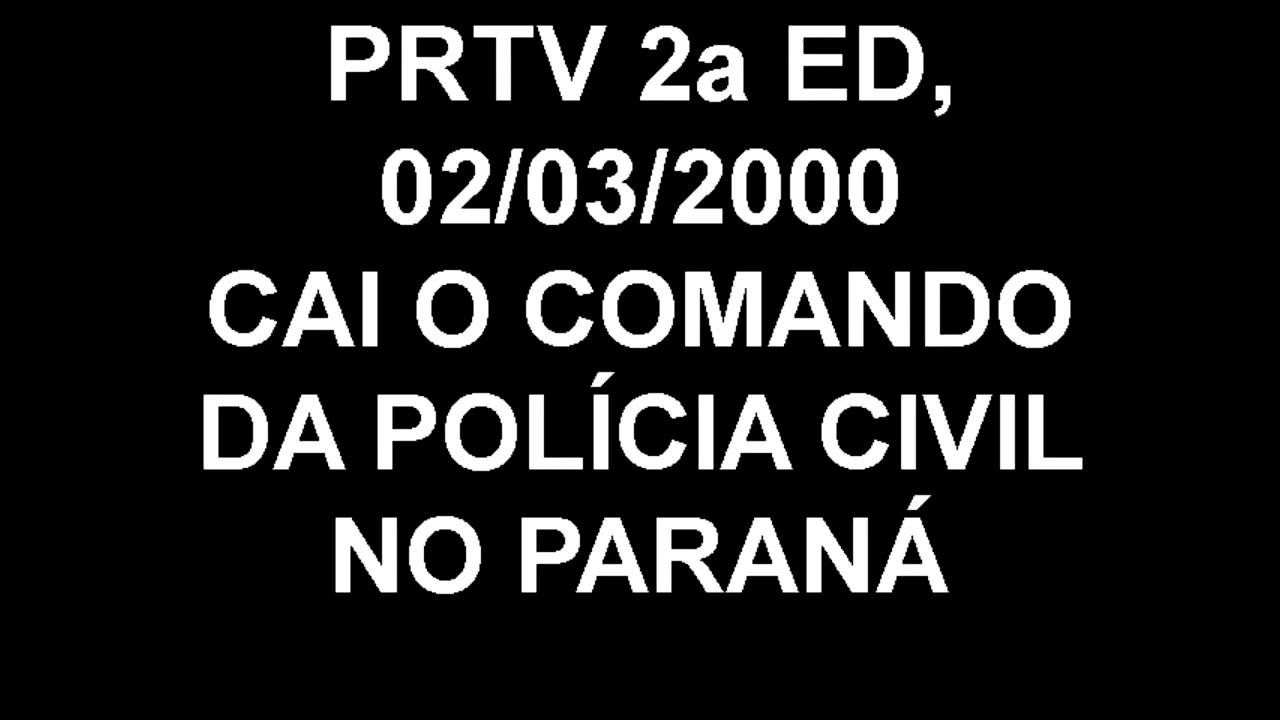 PRTV 2a ED,
02/03/2000
CAI O COMANDO
DA POLÍCIA CIVIL
NO PARANÁ